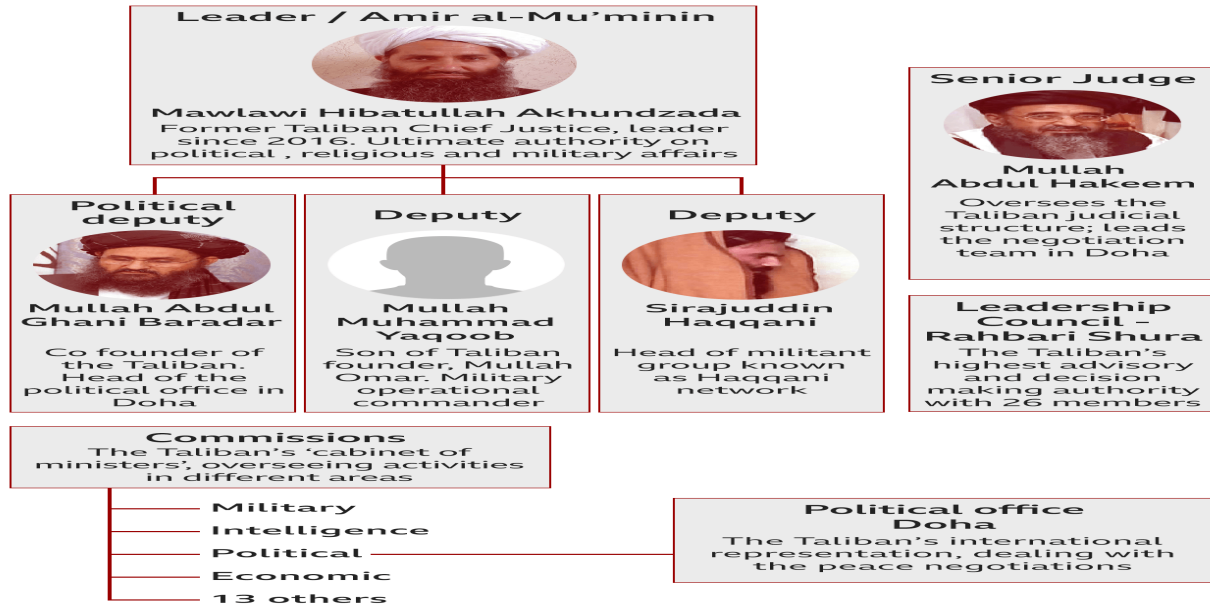 Leader / Amir al-Mu’minin
Mawlawi Hibatullah Akhundzada
Former Taliban Chief Justice, leader
since 2016. Ultimate authority on
political , religious and military affairs
Senior Judge
Mullah
Abdul Hakeem
Oversees the
Taliban judicial
structure; leads
the negotiation
team in Doha
Political
deputy
Mullah Abdul
Ghani Baradar
Co founder of
the Taliban.
Head of the
political office in
Doha
Deputy
Mullah
Muhammad
Yaqoob
Son of Taliban
founder, Mullah
Omar. Military
operational
commander
Deputy
Sirajuddin
Haqqani
Head of militant
group known
as Haqqani
network
Leadership
Council -
Rahbari Shura
The Taliban’s
highest advisory
and decision
making authority
with 26 members
Commissions
The Taliban’s ‘cabinet of
ministers’, overseeing activities
in different areas
Military
Intelligence
Political
Economic
13 others
Political office
Doha
The Taliban’s international
representation, dealing with
the peace negotiations